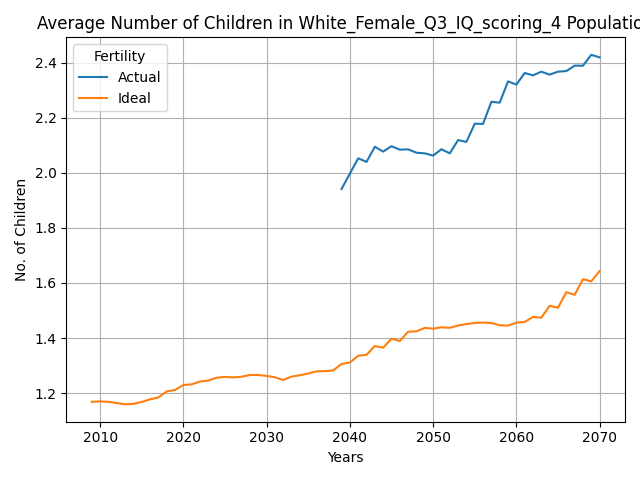 Average Number of Children in White_Female_Q3_IQ_scoring_4 Populatio
Fertility
Actual
Ideal
2.4
2.2
2.0
1.8
1.6
1.4
1.2
No. of Children
2010 2020 2030 2040 2050 2060 2070
Years